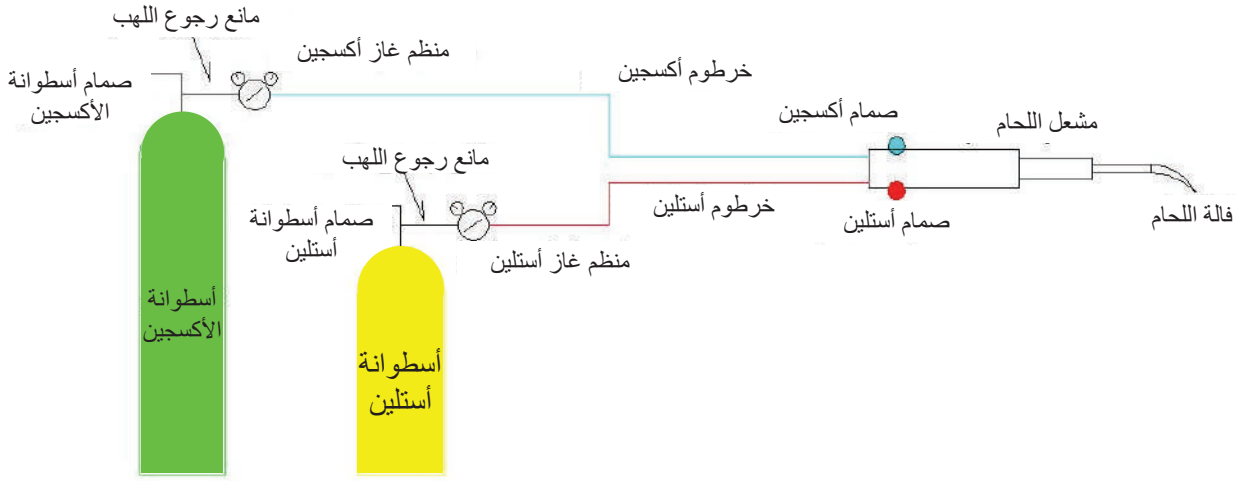 مانع رجوع اللهب
منظم غاز أكسجين
خرطوم أكسجين
صمام أسطوانة
الأكسجين
صمام أكسجين
مشعل اللحام
مانع رجوع اللهب
خرطوم أستلين
صمام أستلين
فالة اللحام
صمام أسطوانة
أستلين
منظم غاز أستلين
أسطوانة
الأكسجين
أسطوانة
أستلين